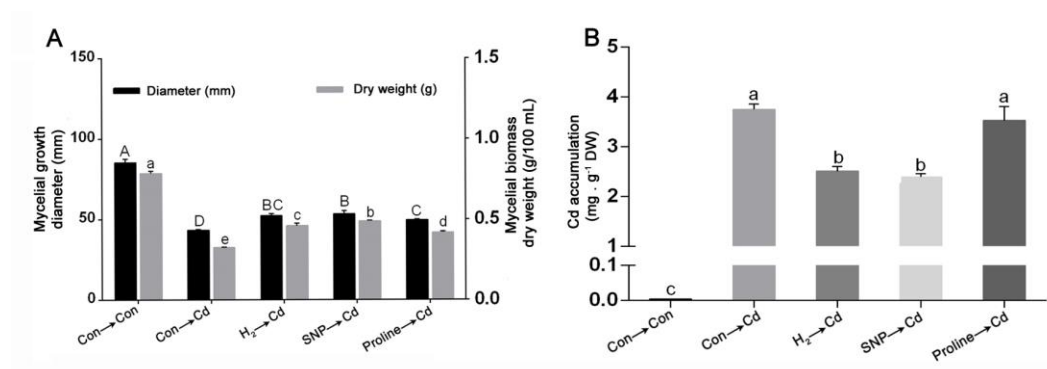 A
150
100
50
0
Mycelial growth
diameter (mm)
Diameter (mm)
Dry weight (g)
1.5
1.0
0.5
0.0
Mycelial biomass
dry weight (g/100 mL)
A
a
D
e
BC
c
B
b
C
d
Con→Con
Con→Cd
H₂→Cd
SNP→Cd
Proline→Cd
B
5
4
3
2
1
0.1
0.0
Cd accumulation
(mg . g⁻¹ DW)
c
a
b
b
a
Con→Con
Con→Cd
H₂→Cd
SNP→Cd
Proline→Cd